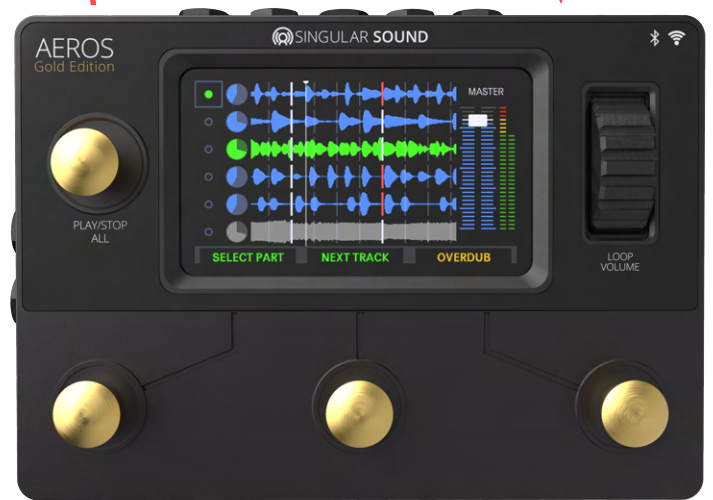 SINGULAR SOUND
AEROS
Gold Edition
MASTER
PLAY/STOP
ALL
SELECT PART
NEXT TRACK
OVERDUB
LOOP
VOLUME